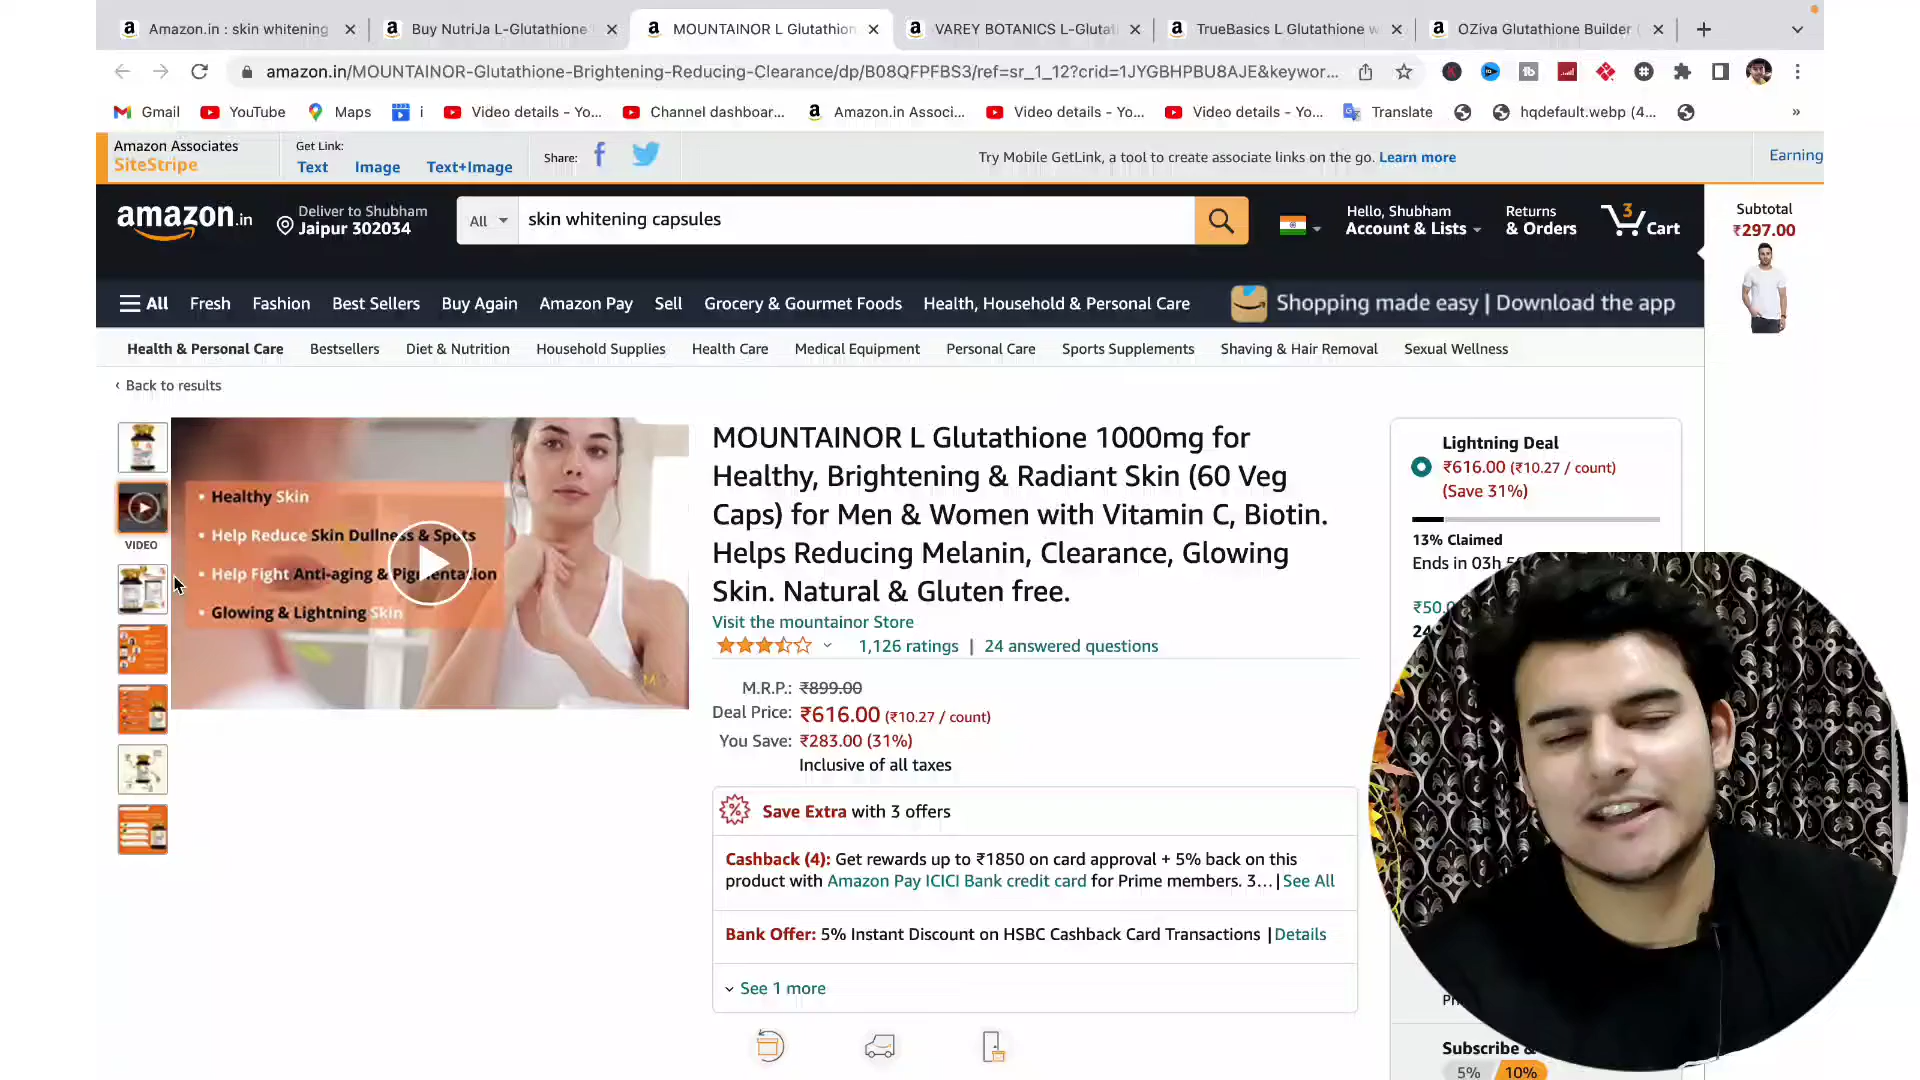 Amazon.in : skin whitening
Buy NutriJa L-Glutathione
MOUNTAINOR L Glutathion
VAREY BOTANICS L-Glutat
TrueBasics L Glutathione w
OZiva Glutathione Builder (
amazon.in/MOUNTAINOR-Glutathione-Brightening-Reducing-Clearance/dp/B08QFPFBS3/ref=sr_1_12?crid=1JYGBHPBU8AJE&keywor...
Gmail YouTube Maps i Video details - Yo... Channel dashboar... Amazon.in Associ... Video details - Yo... Video details - Yo... Translate hqdefault.webp (4... »
Amazon Associates
SiteStripe
Get Link:
Text Image Text+Image
Share:
Try Mobile GetLink, a tool to create associate links on the go. Learn more
Earning
amazon.in
Deliver to Shubham
Jaipur 302034
All
skin whitening capsules
Hello, Shubham
Account & Lists
Returns
& Orders
3
Cart
Subtotal
₹297.00
All Fresh Fashion Best Sellers Buy Again Amazon Pay Sell Grocery & Gourmet Foods Health, Household & Personal Care
Shopping made easy | Download the app
Health & Personal Care Bestsellers Diet & Nutrition Household Supplies Health Care Medical Equipment Personal Care Sports Supplements Shaving & Hair Removal Sexual Wellness
‹ Back to results
VIDEO
• Healthy Skin
• Help Reduce Skin Dullness & Spots
• Help Fight Anti-aging & Pigmentation
• Glowing & Lightning Skin
MOUNTAINOR L Glutathione 1000mg for
Healthy, Brightening & Radiant Skin (60 Veg
Caps) for Men & Women with Vitamin C, Biotin.
Helps Reducing Melanin, Clearance, Glowing
Skin. Natural & Gluten free.
Visit the mountainor Store
1,126 ratings | 24 answered questions
M.R.P.: ₹899.00
Deal Price: ₹616.00 (₹10.27 / count)
You Save: ₹283.00 (31%)
Inclusive of all taxes
Save Extra with 3 offers
Cashback (4): Get rewards up to ₹1850 on card approval + 5% back on this
product with Amazon Pay ICICI Bank credit card for Prime members. 3... | See All
Bank Offer: 5% Instant Discount on HSBC Cashback Card Transactions | Details
See 1 more
Lightning Deal
₹616.00 (₹10.27 / count)
(Save 31%)
13% Claimed
Ends in 03h
₹50.0
Subscribe &
5% 10%